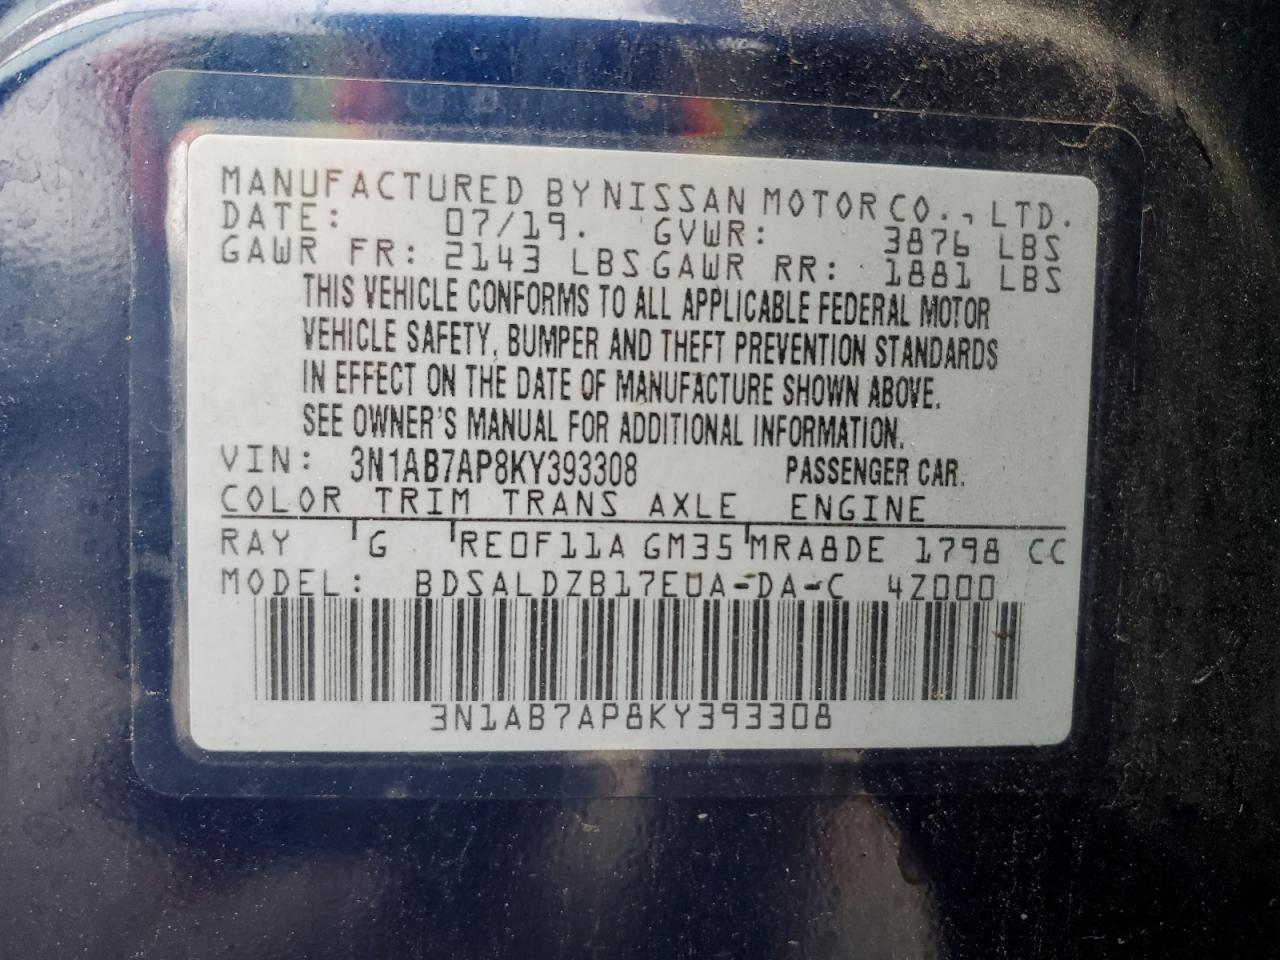 MANUFACTURED BY NISSAN MOTOR CO., LTD.
DATE: 07/19. GVWR: 3876 LBS
GAWR FR: 2143 LBS GAWR RR: 1881 LBS
THIS VEHICLE CONFORMS TO ALL APPLICABLE FEDERAL MOTOR
VEHICLE SAFETY, BUMPER AND THEFT PREVENTION STANDARDS
IN EFFECT ON THE DATE OF MANUFACTURE SHOWN ABOVE.
SEE OWNER'S MANUAL FOR ADDITIONAL INFORMATION.
VIN: 3N1AB7AP8KY393308 PASSENGER CAR.
COLOR TRIM TRANS AXLE ENGINE
RAY G RE0F11A GM35 MRA8DE 1798 CC
MODEL: BDSALDZB17EUA-DA-C 4Z000
3N1AB7AP8KY393308